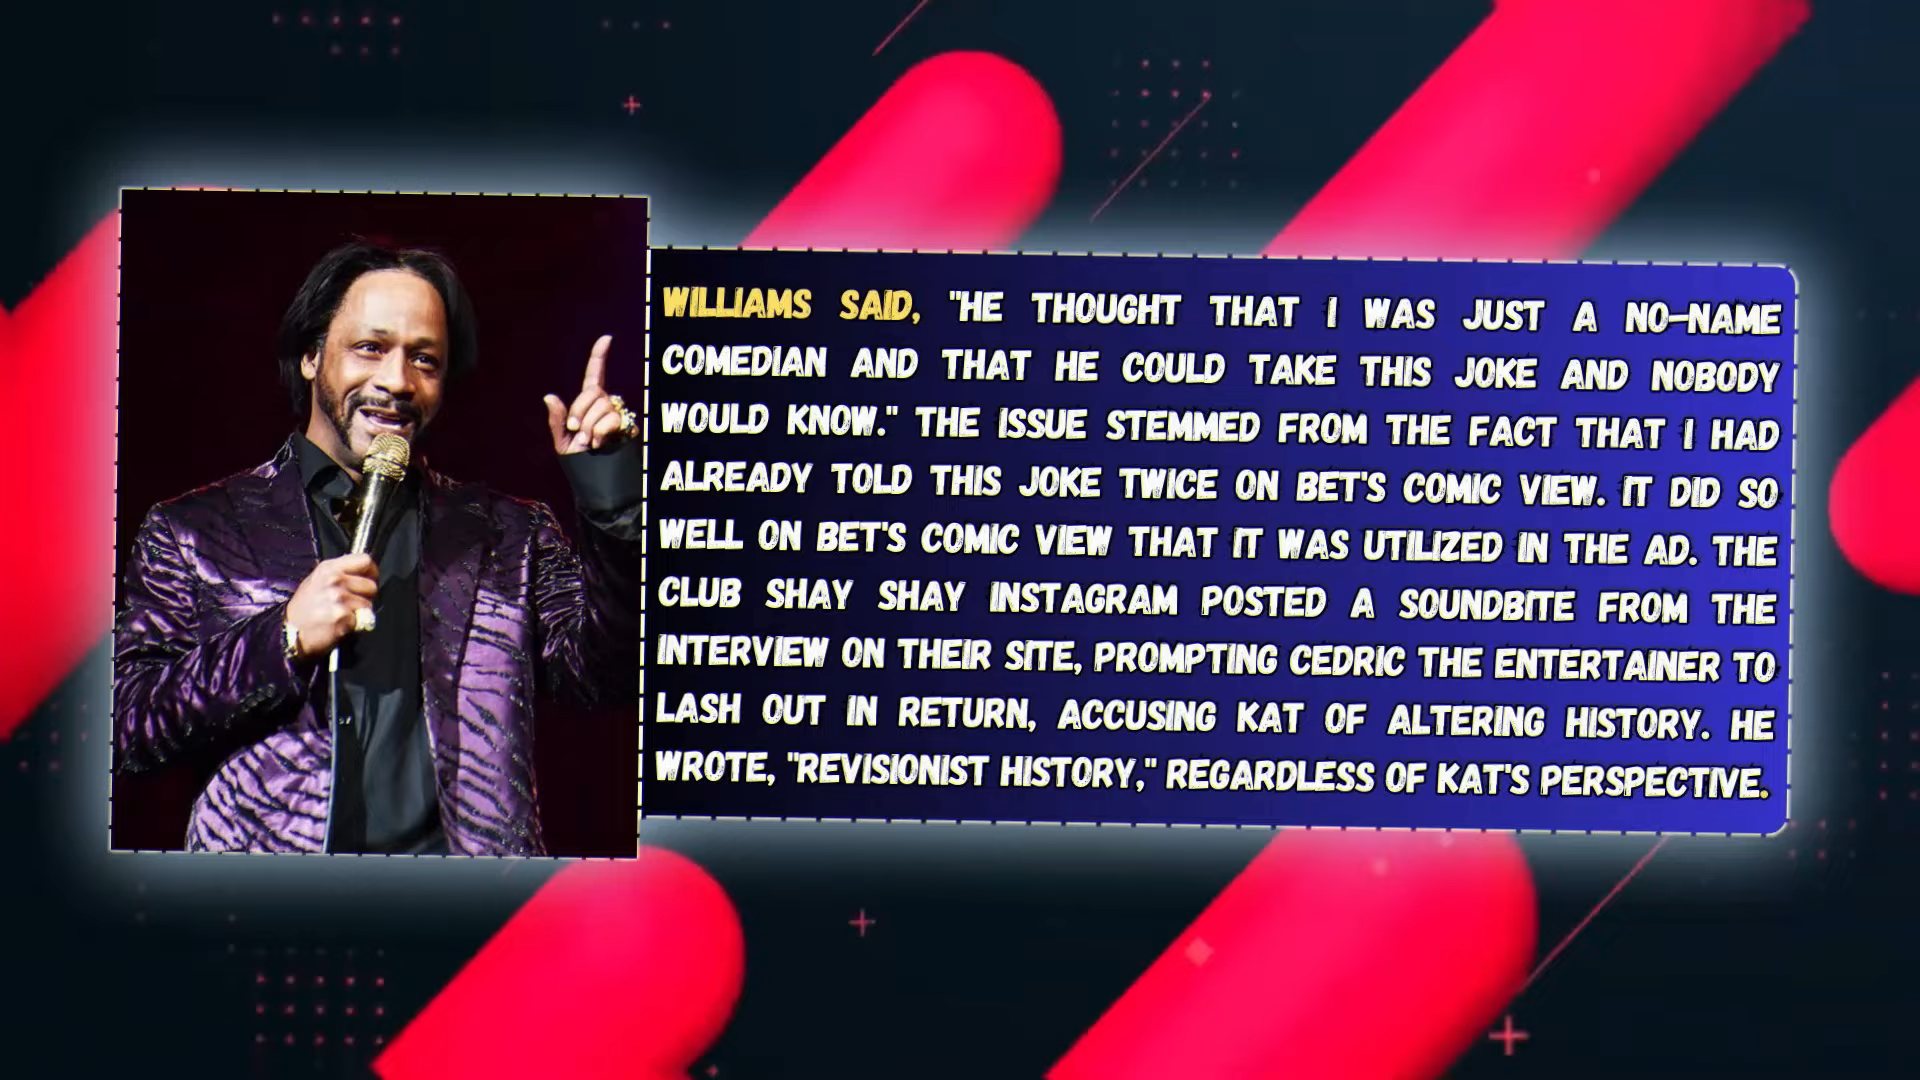 WILLIAMS SAID, "HE THOUGHT THAT I WAS JUST A NO-NAME
COMEDIAN AND THAT HE COULD TAKE THIS JOKE AND NOBODY
WOULD KNOW." THE ISSUE STEMMED FROM THE FACT THAT I HAD
ALREADY TOLD THIS JOKE TWICE ON BET'S COMIC VIEW. IT DID SO
WELL ON BET'S COMIC VIEW THAT IT WAS UTILIZED IN THE AD. THE
CLUB SHAY SHAY INSTAGRAM POSTED A SOUNDBITE FROM THE
INTERVIEW ON THEIR SITE, PROMPTING CEDRIC THE ENTERTAINER TO
LASH OUT IN RETURN, ACCUSING KAT OF ALTERING HISTORY. HE
WROTE, "REVISIONIST HISTORY," REGARDLESS OF KAT'S PERSPECTIVE.